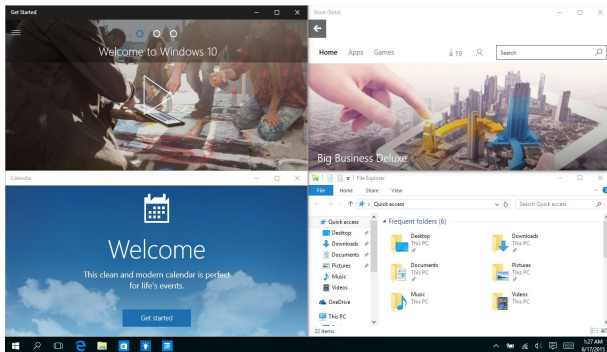 Get Started
Welcome to Windows 10
Store (Beta)
Home Apps Games
19
Search
Big Business Deluxe
Calendar
Welcome
This clean and modern calendar is perfect
for life's events.
Get started
File Explorer
File Home Share View
Quick access
Search Quick access
Quick access
Desktop
Downloads
Documents
Pictures
Music
Videos
OneDrive
This PC
Frequent folders (6)
Desktop
This PC
Downloads
This PC
Documents
This PC
Pictures
This PC
Music
This PC
Videos
This PC
22 items
1:27 AM
6/17/2015